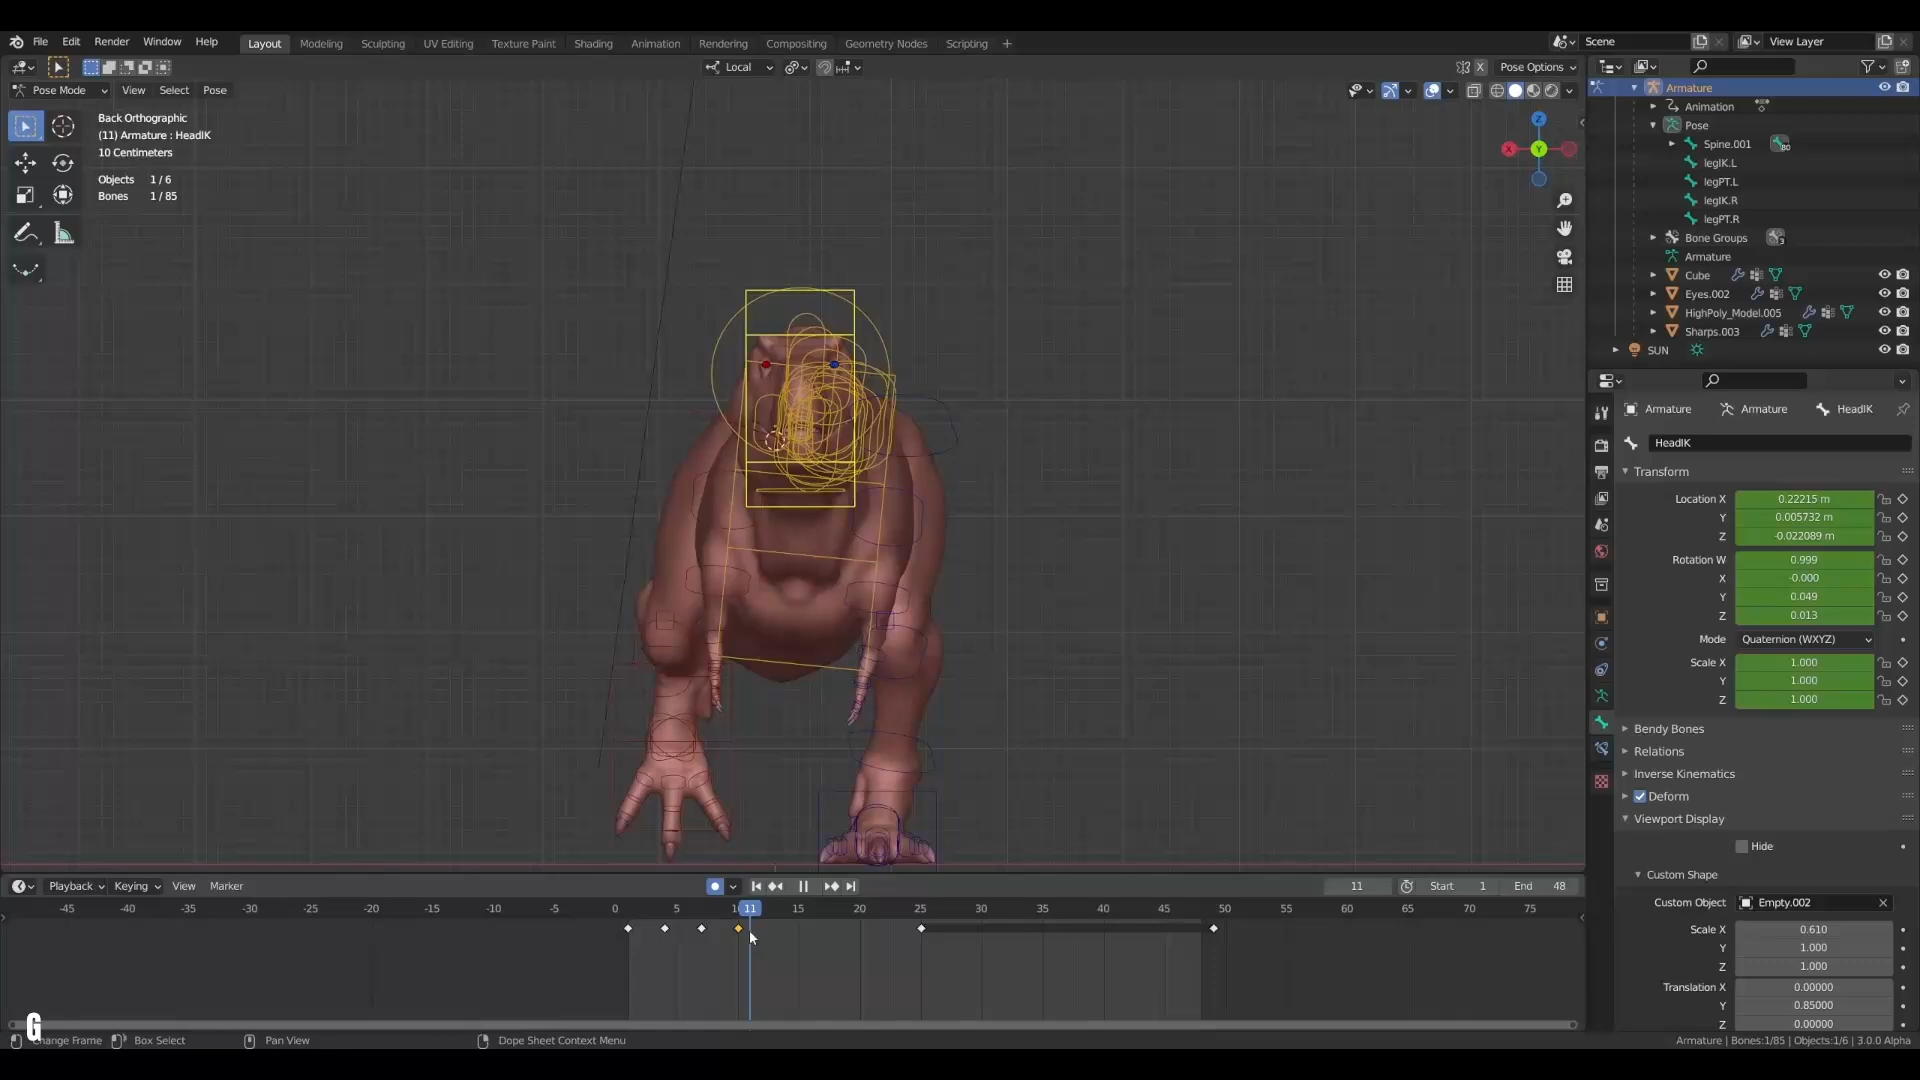 File Edit Render Window Help Layout Modeling Sculpting UV Editing Texture Paint Shading Animation Rendering Compositing Geometry Nodes Scripting + Scene View Layer
Local X Pose Options
Pose Mode View Select Pose
Back Orthographic
(11) Armature : HeadIK
10 Centimeters
Objects 1 / 6
Bones 1 / 85
Z
X Y
Armature
Animation
Pose
Spine.001 80
legIK.L
legPT.L
legIK.R
legPT.R
Bone Groups 3
Armature
Cube
Eyes.002
HighPoly_Model.005
Sharps.003
SUN
Armature Armature HeadIK
HeadIK
Transform
Location X 0.22215 m
Y 0.005732 m
Z -0.022089 m
Rotation W 0.999
X -0.000
Y 0.049
Z 0.013
Mode Quaternion (WXYZ)
Scale X 1.000
Y 1.000
Z 1.000
Bendy Bones
Relations
Inverse Kinematics
Deform
Viewport Display
Hide
Custom Shape
Custom Object Empty.002
Scale X 0.610
Y 1.000
Z 1.000
Translation X 0.00000
Y 0.85000
Z 0.00000
Playback Keying View Marker 11 Start 1 End 48
-45 -40 -35 -30 -25 -20 -15 -10 -5 0 5 11 15 20 25 30 35 40 45 50 55 60 65 70 75
G
Change Frame Box Select Pan View Dope Sheet Context Menu Armature | Bones:1/85 | Objects:1/6 | 3.0.0 Alpha